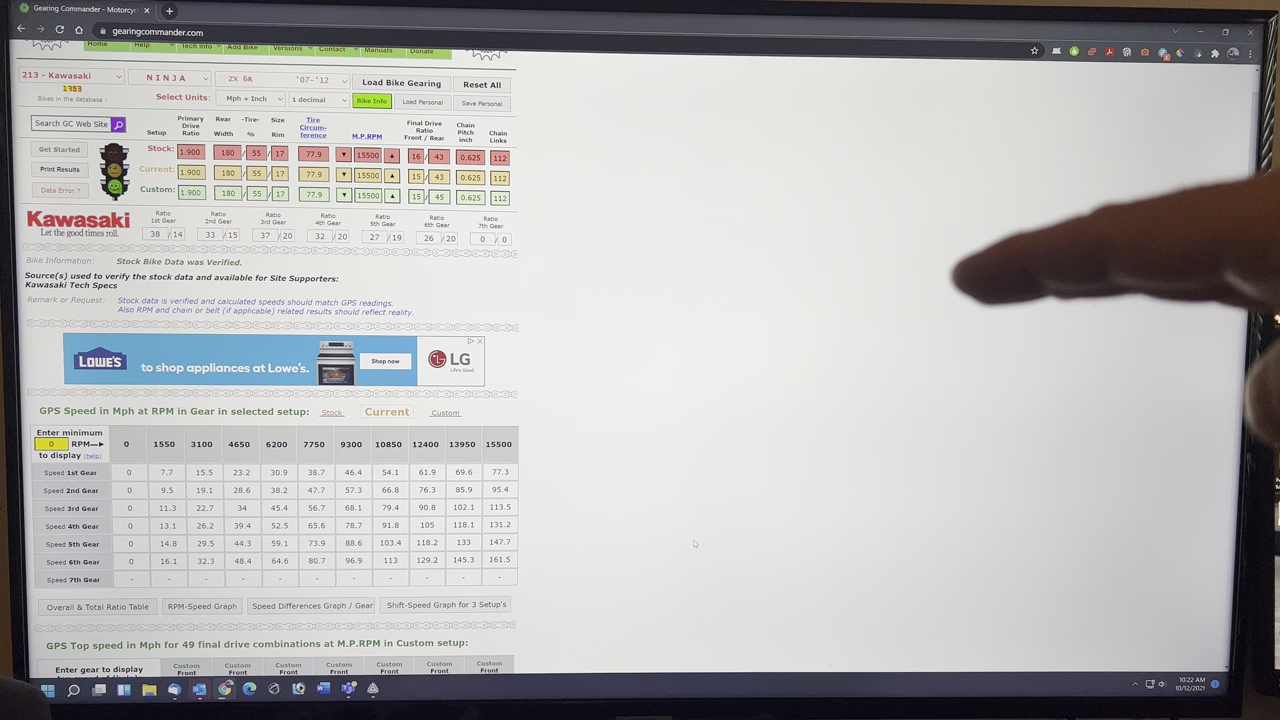 Gearing Commander - Motorcy
gearingcommander.com
Home Help Tech Info Add Bike Versions Contact Manuals Donate
213 - Kawasaki NINJA ZX 6R '07-'12 Load Bike Gearing Reset All
1753
Bikes in the database !
Select Units: Mph + Inch 1 decimal Bike Info Load Personal Save Personal
Search GC Web Site
Setup Primary Drive Ratio Rear Width -Tire- % Size Rim Tire Circum-ference M.P.RPM Final Drive Ratio Front / Rear Chain Pitch inch Chain Links
Get Started
Print Results
Data Error ?
Stock: 1.900 180 / 55 / 17 77.9 ▼ 15500 ▲ 16 / 43 0.625 112
Current: 1.900 180 / 55 / 17 77.9 ▼ 15500 ▲ 15 / 43 0.625 112
Custom: 1.900 180 / 55 / 17 77.9 ▼ 15500 ▲ 15 / 45 0.625 112
Kawasaki
Let the good times roll.
Ratio 1st Gear Ratio 2nd Gear Ratio 3rd Gear Ratio 4th Gear Ratio 5th Gear Ratio 6th Gear Ratio 7th Gear
38 / 14 33 / 15 37 / 20 32 / 20 27 / 19 26 / 20 0 / 0
Bike Information: Stock Bike Data was Verified.
Source(s) used to verify the stock data and available for Site Supporters:
Kawasaki Tech Specs
Remark or Request: Stock data is verified and calculated speeds should match GPS readings.
Also RPM and chain or belt (if applicable) related results should reflect reality.
LOWE'S to shop appliances at Lowe's. Shop now LG Life's Good
GPS Speed in Mph at RPM in Gear in selected setup: Stock Current Custom
Enter minimum
0 RPM—► 0 1550 3100 4650 6200 7750 9300 10850 12400 13950 15500
to display (help)
Speed 1st Gear 0 7.7 15.5 23.2 30.9 38.7 46.4 54.1 61.9 69.6 77.3
Speed 2nd Gear 0 9.5 19.1 28.6 38.2 47.7 57.3 66.8 76.3 85.9 95.4
Speed 3rd Gear 0 11.3 22.7 34 45.4 56.7 68.1 79.4 90.8 102.1 113.5
Speed 4th Gear 0 13.1 26.2 39.4 52.5 65.6 78.7 91.8 105 118.1 131.2
Speed 5th Gear 0 14.8 29.5 44.3 59.1 73.9 88.6 103.4 118.2 133 147.7
Speed 6th Gear 0 16.1 32.3 48.4 64.6 80.7 96.9 113 129.2 145.3 161.5
Speed 7th Gear - - - - - - - - - - -
Overall & Total Ratio Table RPM-Speed Graph Speed Differences Graph / Gear Shift-Speed Graph for 3 Setup's
GPS Top speed in Mph for 49 final drive combinations at M.P.RPM in Custom setup:
Enter gear to display Custom Custom Custom Custom Custom Custom Custom
Front Front Front Front Front Front Front
10:22 AM
10/12/2021